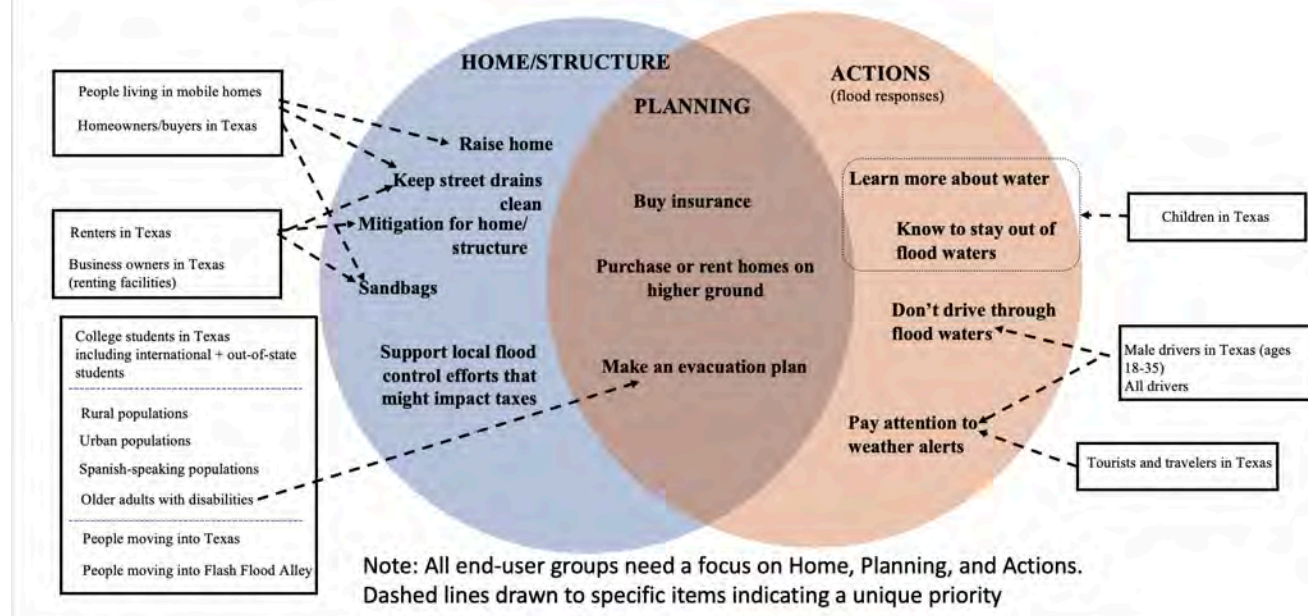 HOME/STRUCTURE
PLANNING
ACTIONS
(flood responses)
People living in mobile homes
Homeowners/buyers in Texas
Renters in Texas
Business owners in Texas
(renting facilities)
College students in Texas
including international + out-of-state
students
Rural populations
Urban populations
Spanish-speaking populations
Older adults with disabilities
People moving into Texas
People moving into Flash Flood Alley
Raise home
Keep street drains
clean
Mitigation for home/
structure
Sandbags
Support local flood
control efforts that
might impact taxes
Buy insurance
Purchase or rent homes on
higher ground
Make an evacuation plan
Learn more about water
Know to stay out of
flood waters
Don’t drive through
flood waters
Pay attention to
weather alerts
Children in Texas
Male drivers in Texas (ages
18-35)
All drivers
Tourists and travelers in Texas
Note: All end-user groups need a focus on Home, Planning, and Actions.
Dashed lines drawn to specific items indicating a unique priority